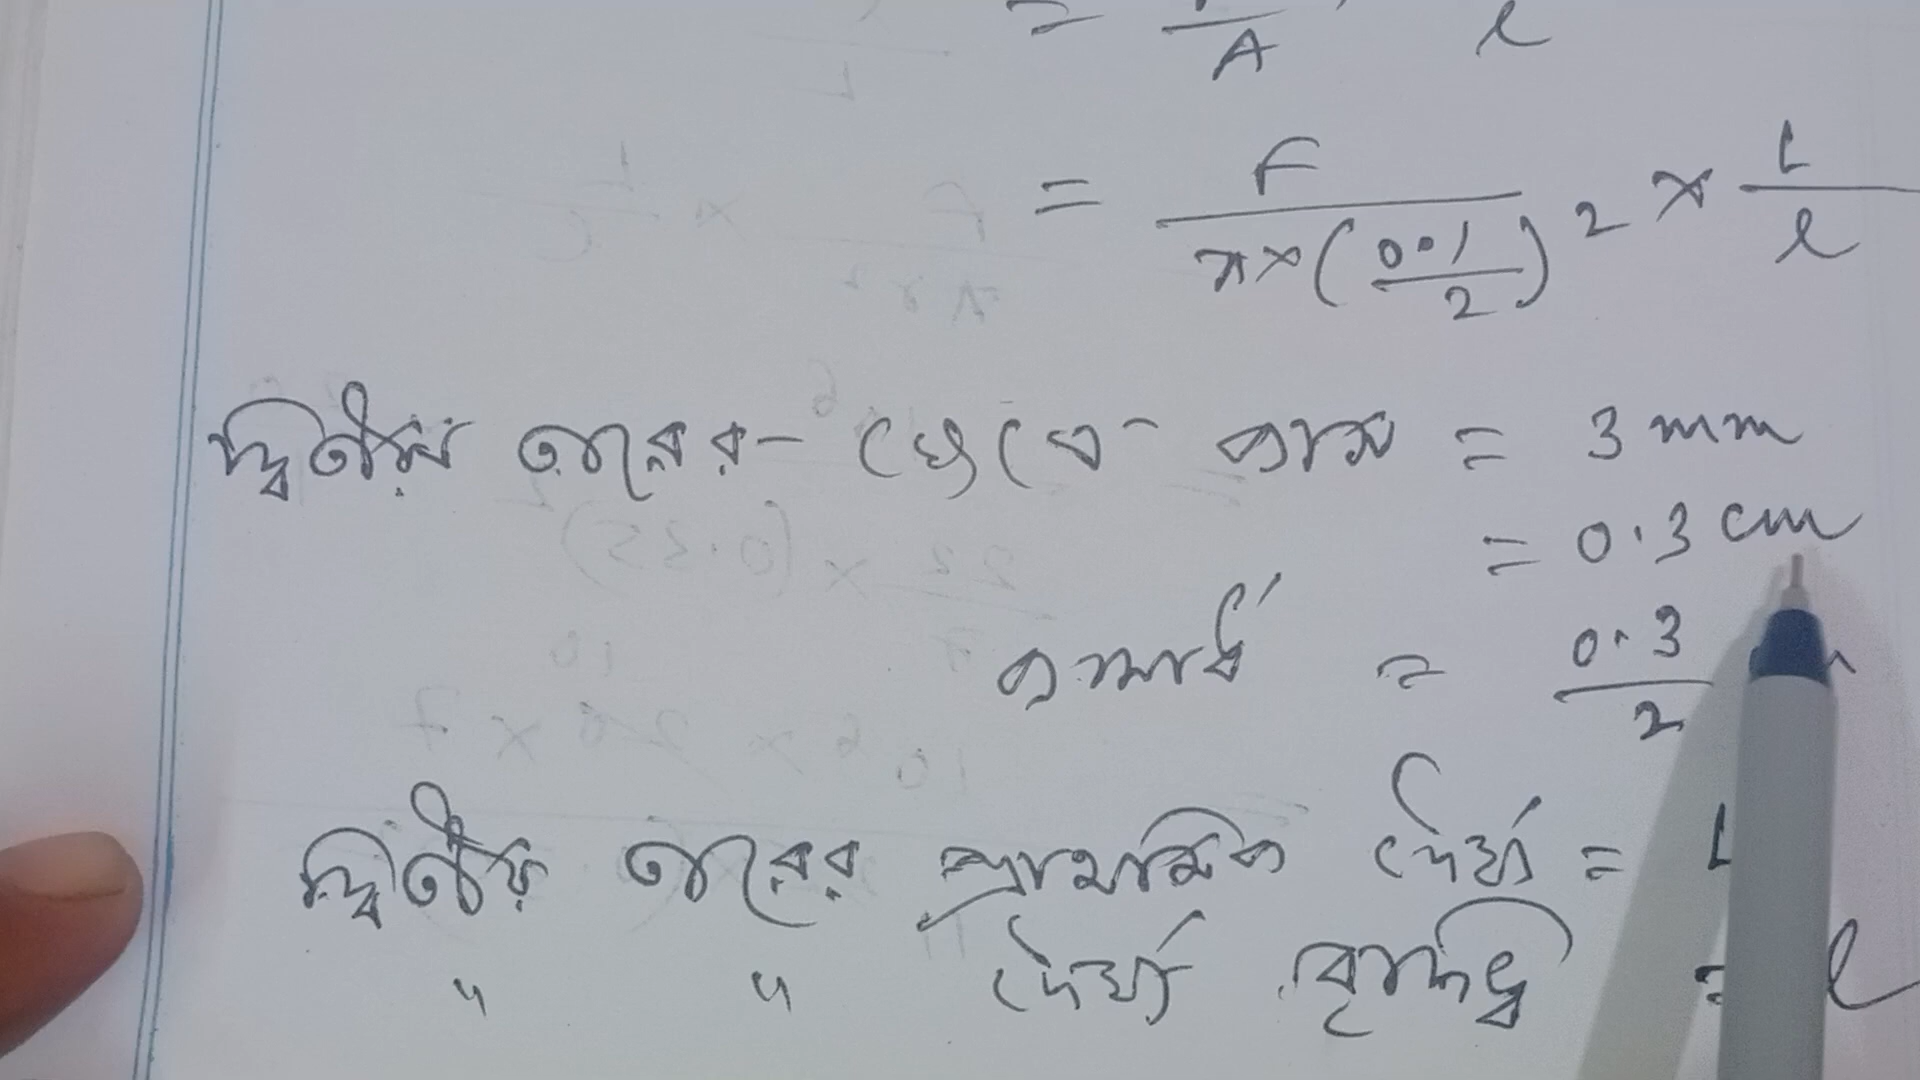 = / A l
= F / π×(0.1/2)² × L/l
দ্বিতীয় তারের ক্ষেত্রে ব্যাস = 3 mm
= 0.3 cm
ব্যাসার্ধ = 0.3/2
দ্বিতীয় তারের প্রাথমিক দৈর্ঘ্য = L
" " দৈর্ঘ্য বৃদ্ধি = l